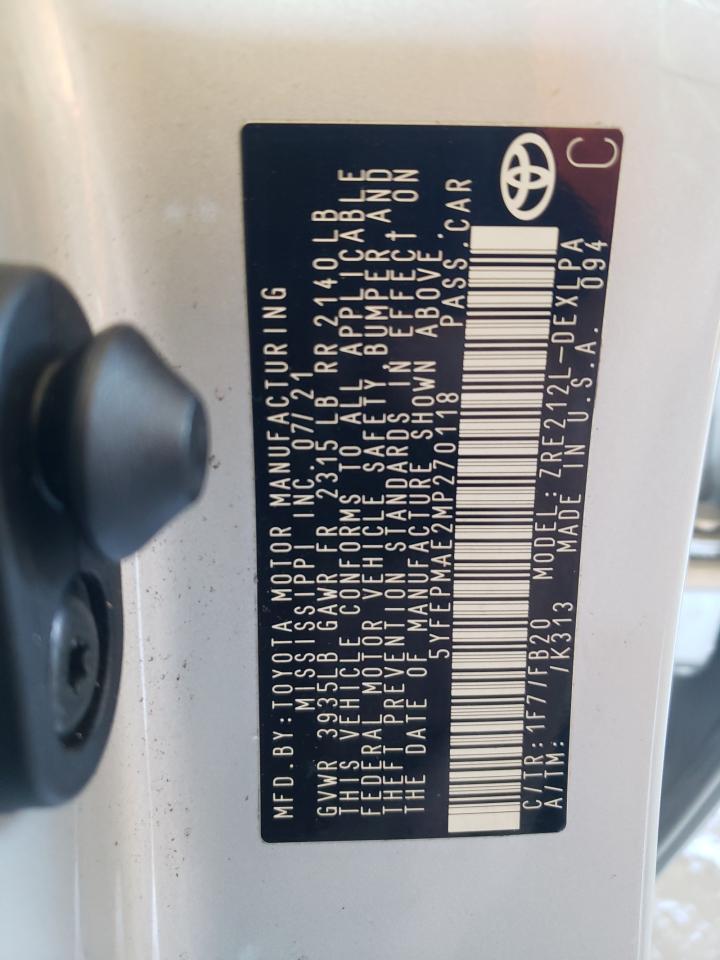 MFD.BY:TOYOTA MOTOR MANUFACTURING
MISSISSIPPI INC. 07/21
GVWR 3935LB GAWR FR 2315 LB RR 2140LB
THIS VEHICLE CONFORMS TO ALL APPLICABLE
FEDERAL MOTOR VEHICLE SAFETY, BUMPER AND
THEFT PREVENTION STANDARDS IN EFFECT ON
THE DATE OF MANUFACTURE SHOWN ABOVE.
5YFEPMAE2MP270118 PASS.CAR
C/TR: 1F7/FB20 MODEL: ZRE212L-DEXLPA
A/TM: /K313 MADE IN U.S.A. 094
C